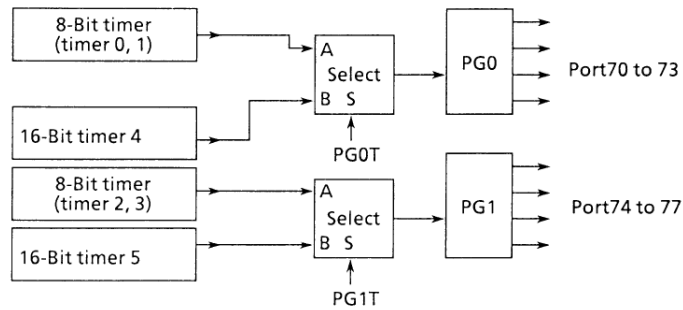 8-Bit timer
(timer 0, 1)
A
Select
B S
PG0
Port70 to 73
16-Bit timer 4
PG0T
8-Bit timer
(timer 2, 3)
A
Select
B S
PG1
Port74 to 77
16-Bit timer 5
PG1T